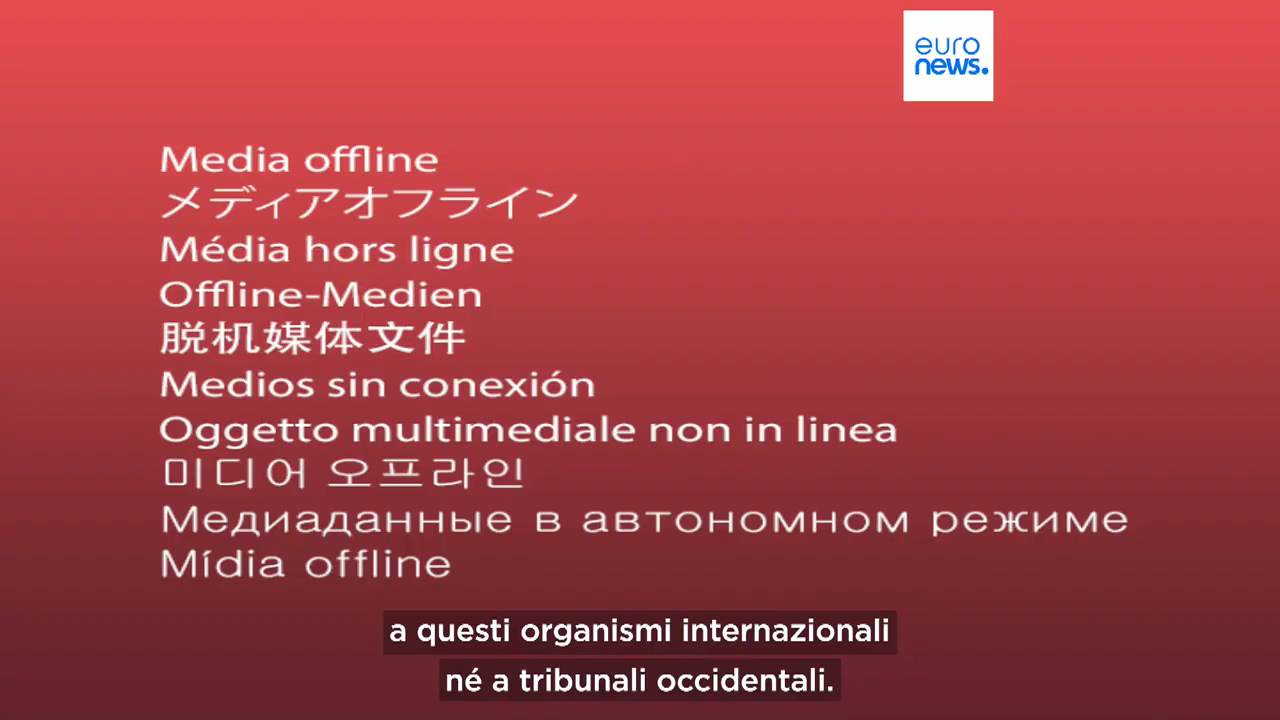 euro
news.
Media offline
メディアオフライン
Média hors ligne
Offline-Medien
脱机媒体文件
Medios sin conexión
Oggetto multimediale non in linea
미디어 오프라인
Медиаданные в автономном режиме
Mídia offline
a questi organismi internazionali
né a tribunali occidentali.